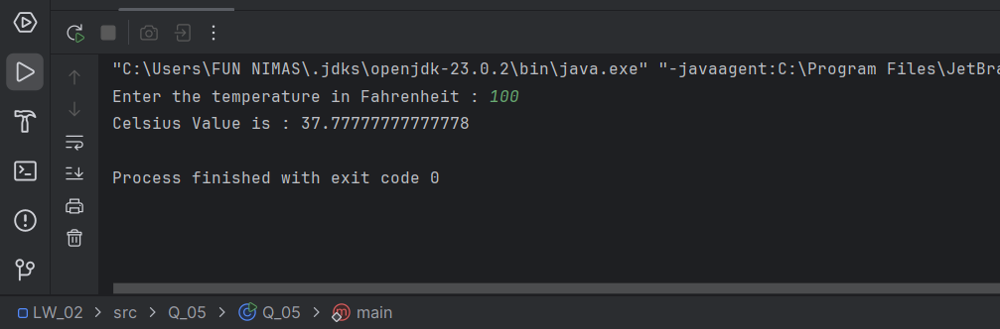 "C:\Users\FUN NIMAS\.jdks\openjdk-23.0.2\bin\java.exe" "-javaagent:C:\Program Files\JetBra
Enter the temperature in Fahrenheit : 100
Celsius Value is : 37.77777777777778
Process finished with exit code 0
LW_02 > src > Q_05 > Q_05 > main